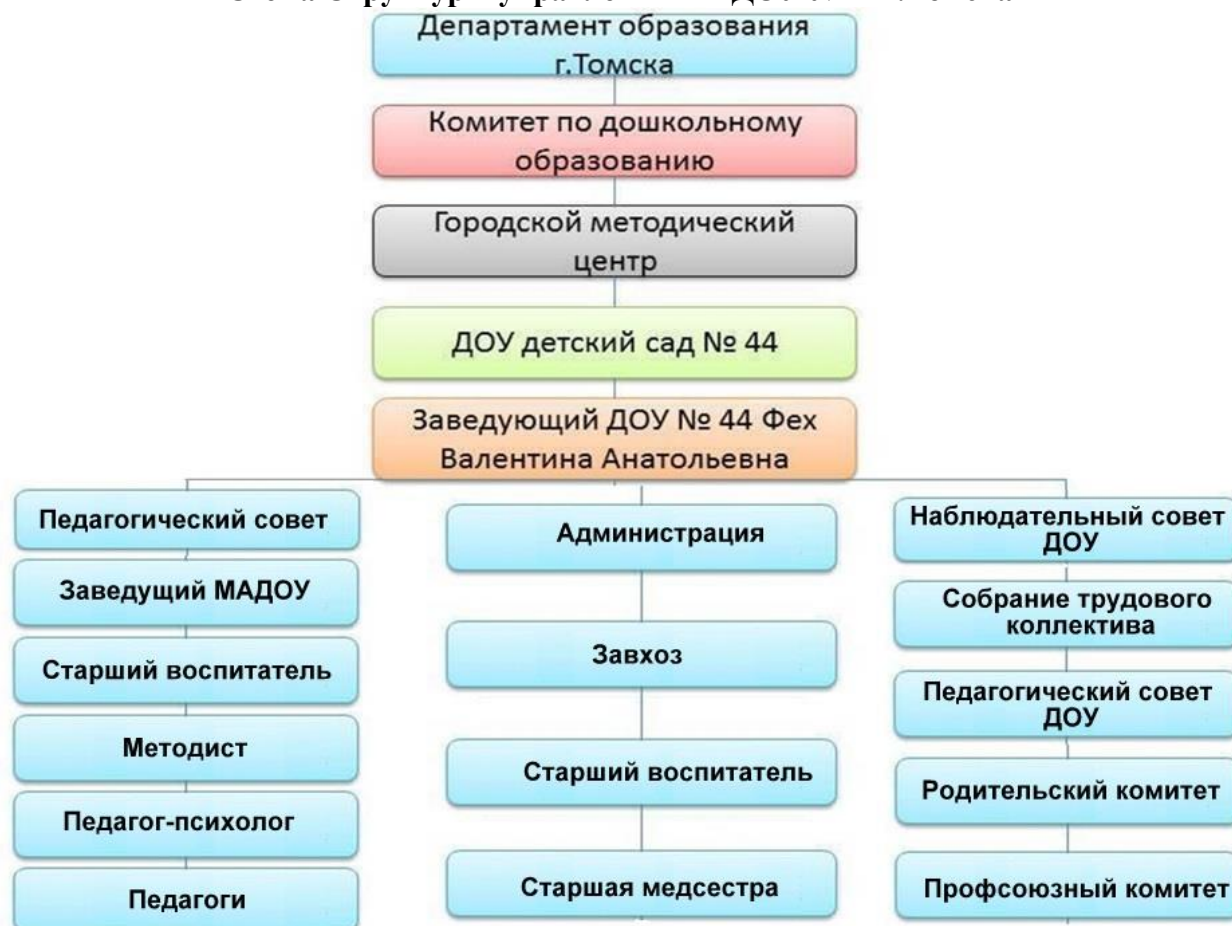 Департамент образования
г.Томска
Комитет по дошкольному
образованию
Городской методический
центр
ДОУ детский сад № 44
Заведующий ДОУ № 44 Фех
Валентина Анатольевна
Педагогический совет
Заведущий МАДОУ
Старший воспитатель
Методист
Педагог-психолог
Педагоги
Администрация
Завхоз
Старший воспитатель
Старшая медсестра
Наблюдательный совет
ДОУ
Собрание трудового
коллектива
Педагогический совет
ДОУ
Родительский комитет
Профсоюзный комитет